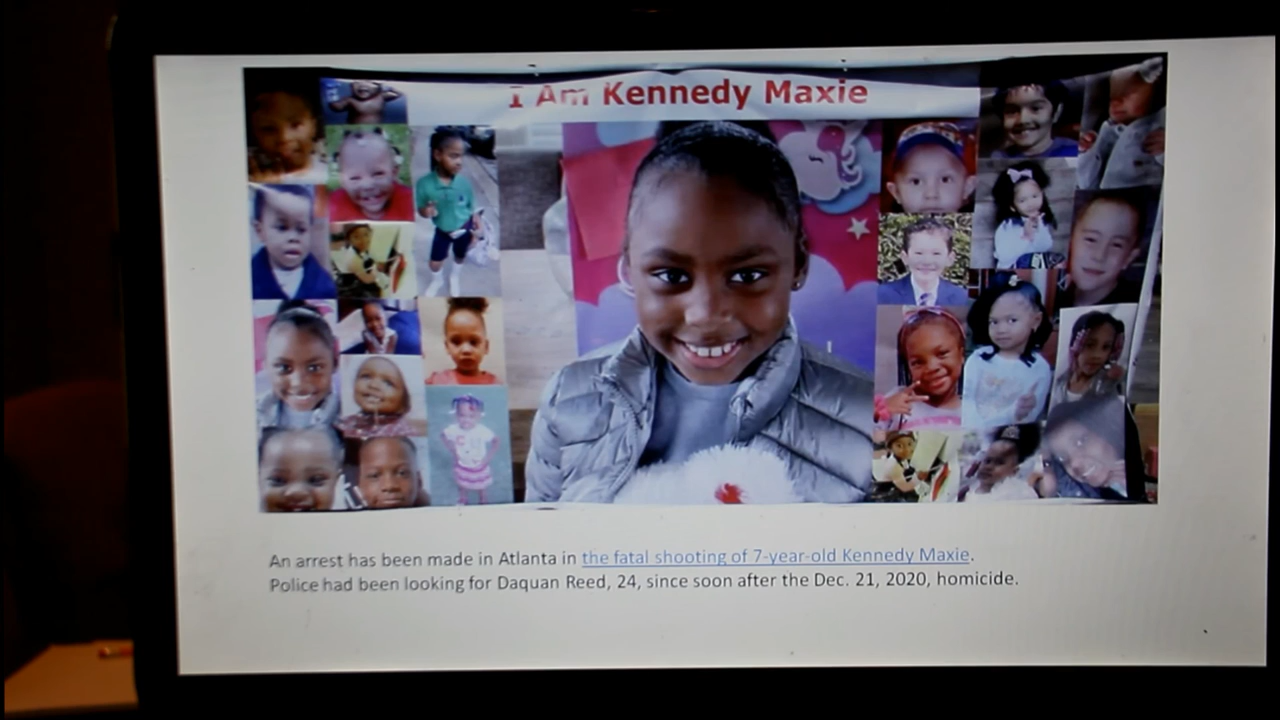 I Am Kennedy Maxie
An arrest has been made in Atlanta in the fatal shooting of 7-year-old Kennedy Maxie.
Police had been looking for Daquan Reed, 24, since soon after the Dec. 21, 2020, homicide.